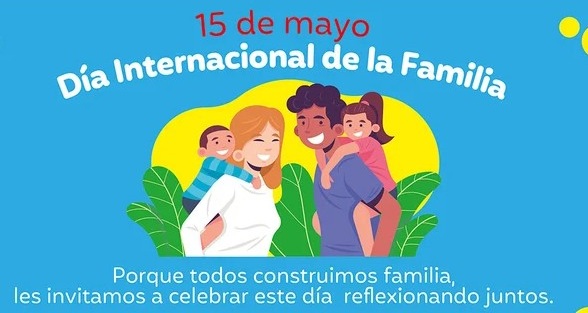 15 de mayo
Día Internacional de la Familia
Porque todos construimos familia,
les invitamos a celebrar este día reflexionando juntos.